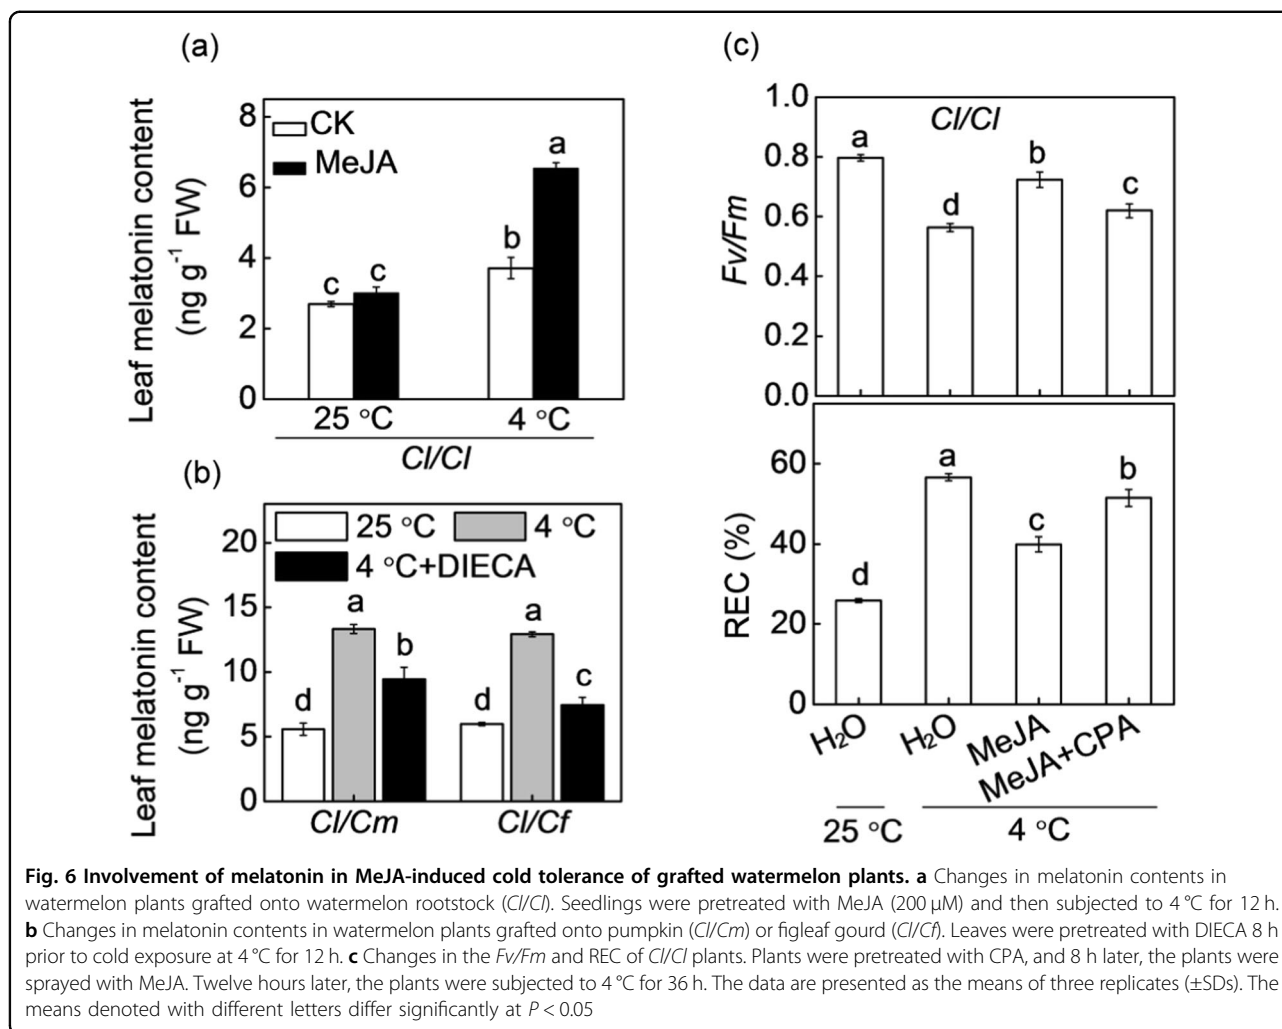 (a)
Leaf melatonin content
(ng g⁻¹ FW)
8
6
4
2
0
CK
MeJA
c
c
b
a
25 °C
4 °C
Cl/Cl
(b)
Leaf melatonin content
(ng g⁻¹ FW)
20
15
10
5
0
25 °C
4 °C
4 °C+DIECA
d
a
b
d
a
c
Cl/Cm
Cl/Cf
(c)
Fv/Fm
1.0
0.8
0.6
0.4
0.2
0.0
Cl/Cl
a
d
b
c
REC (%)
60
40
20
0
d
a
c
b
H₂O
H₂O
MeJA
MeJA+CPA
25 °C
4 °C
Fig. 6 Involvement of melatonin in MeJA-induced cold tolerance of grafted watermelon plants. a Changes in melatonin contents in
watermelon plants grafted onto watermelon rootstock (Cl/Cl). Seedlings were pretreated with MeJA (200 μM) and then subjected to 4 °C for 12 h.
b Changes in melatonin contents in watermelon plants grafted onto pumpkin (Cl/Cm) or figleaf gourd (Cl/Cf). Leaves were pretreated with DIECA 8 h
prior to cold exposure at 4 °C for 12 h. c Changes in the Fv/Fm and REC of Cl/Cl plants. Plants were pretreated with CPA, and 8 h later, the plants were
sprayed with MeJA. Twelve hours later, the plants were subjected to 4 °C for 36 h. The data are presented as the means of three replicates (±SDs). The
means denoted with different letters differ significantly at P < 0.05